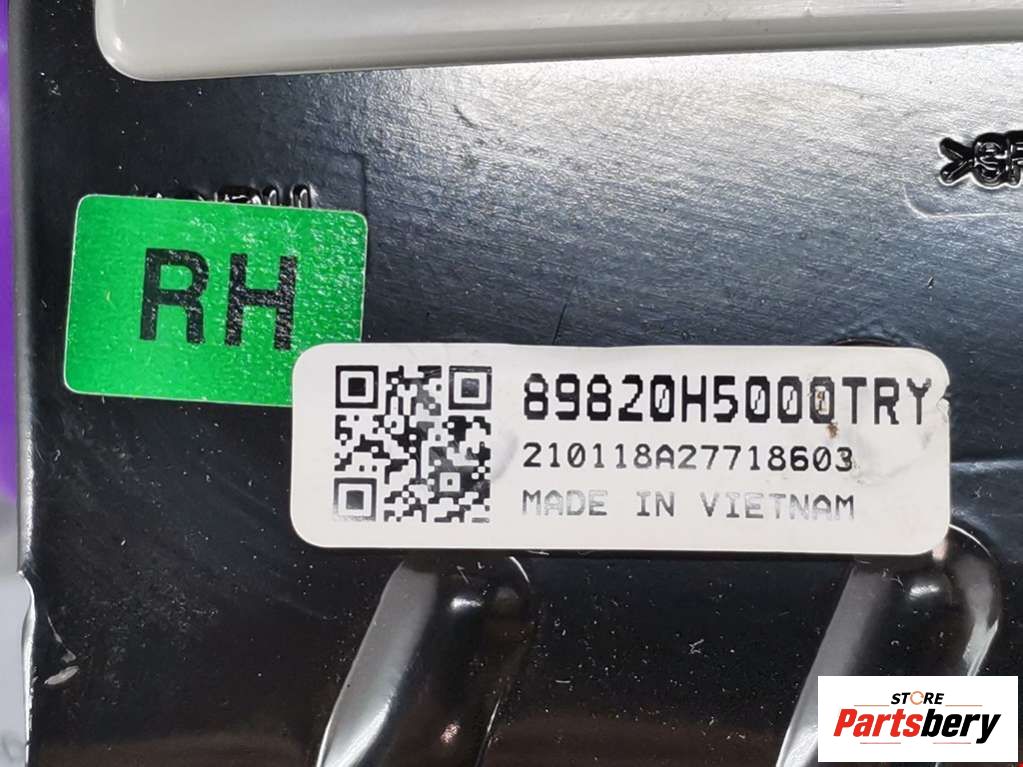 RH
89820H5000TRY
210118A27718603
MADE IN VIETNAM
STORE
Partsbery